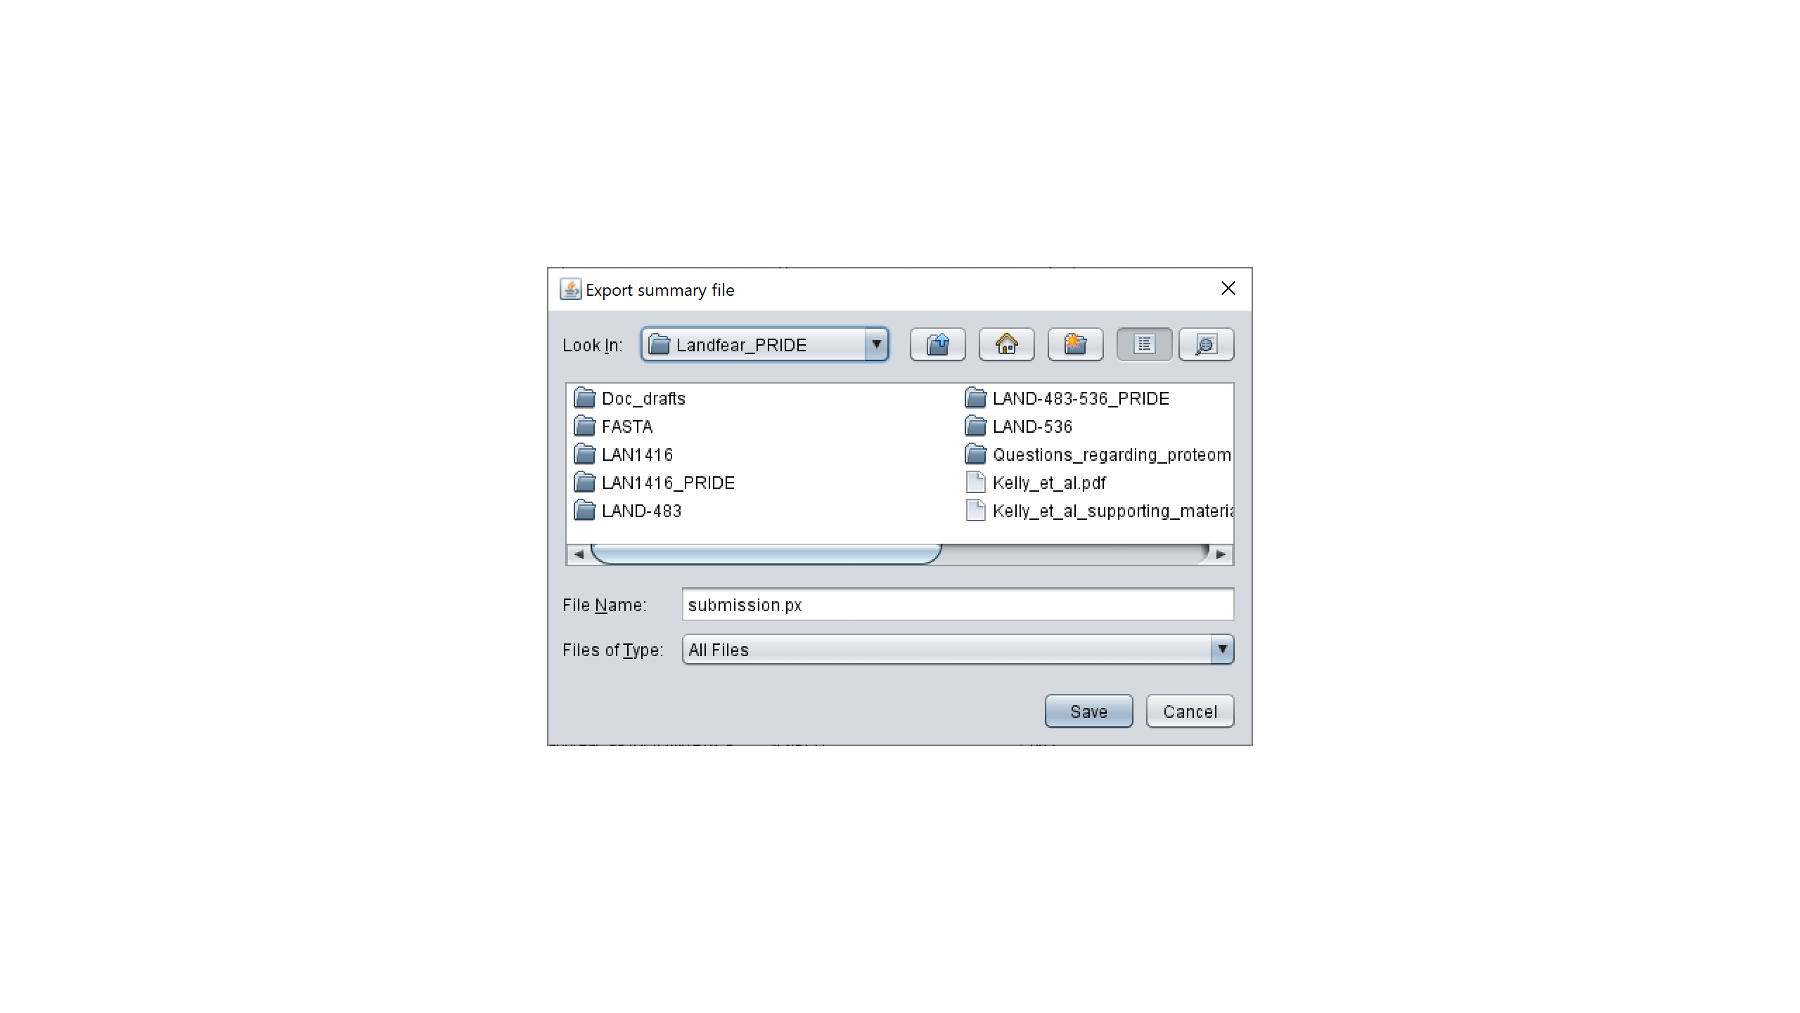 Export summary file
Look In: Landfear_PRIDE
Doc_drafts
FASTA
LAN1416
LAN1416_PRIDE
LAND-483
LAND-483-536_PRIDE
LAND-536
Questions_regarding_proteom
Kelly_et_al.pdf
Kelly_et_al_supporting_materia
File Name: submission.px
Files of Type: All Files
Save Cancel